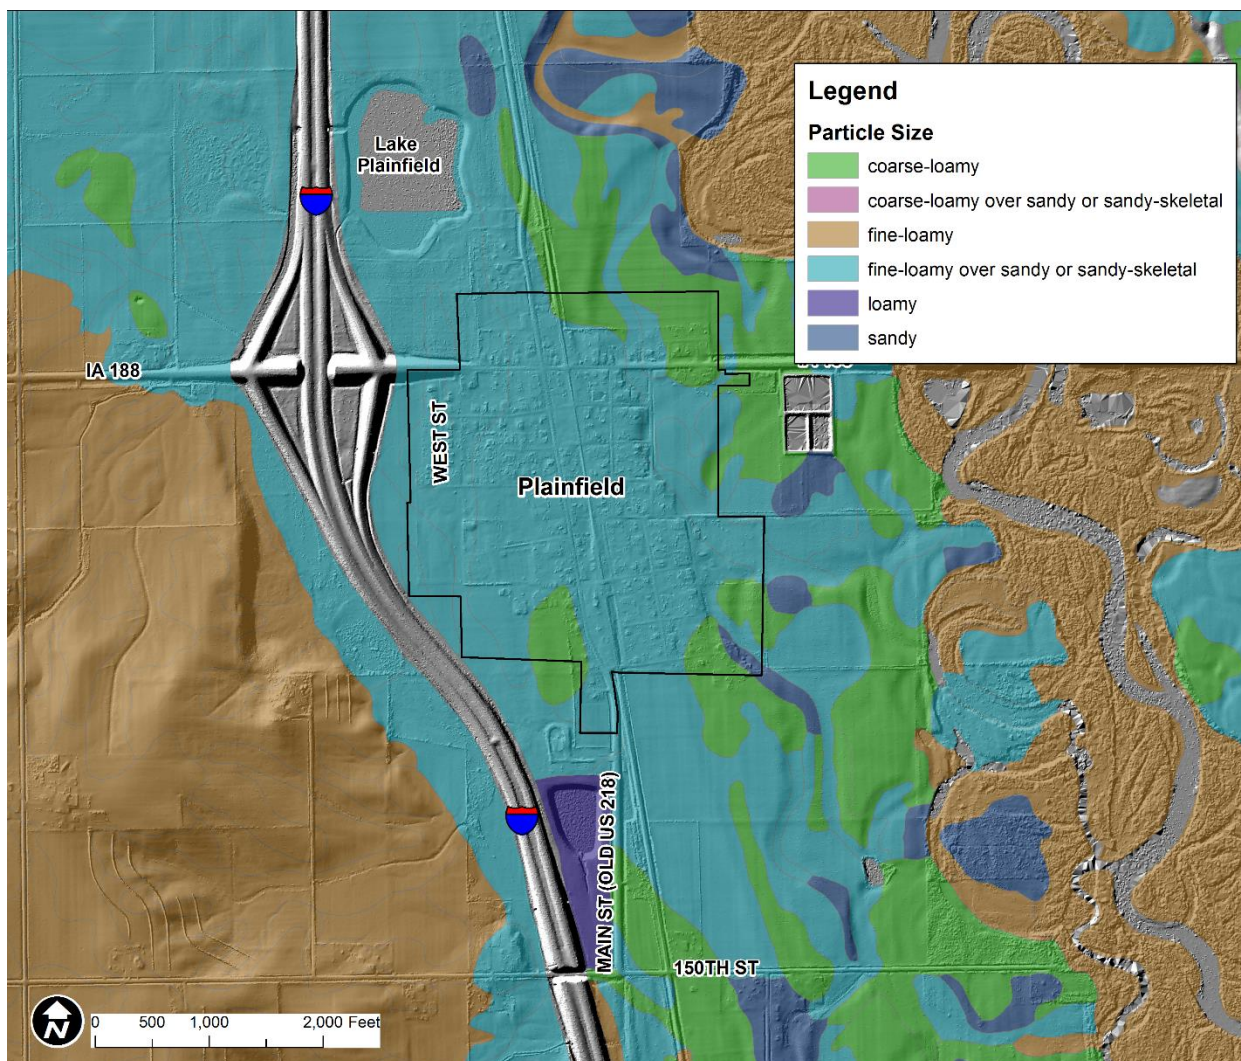 Legend
Particle Size
coarse-loamy
coarse-loamy over sandy or sandy-skeletal
fine-loamy
fine-loamy over sandy or sandy-skeletal
loamy
sandy
Lake
Plainfield
IA 188
WEST ST
Plainfield
MAIN ST (OLD US 218)
150TH ST
N
0 500 1,000 2,000 Feet